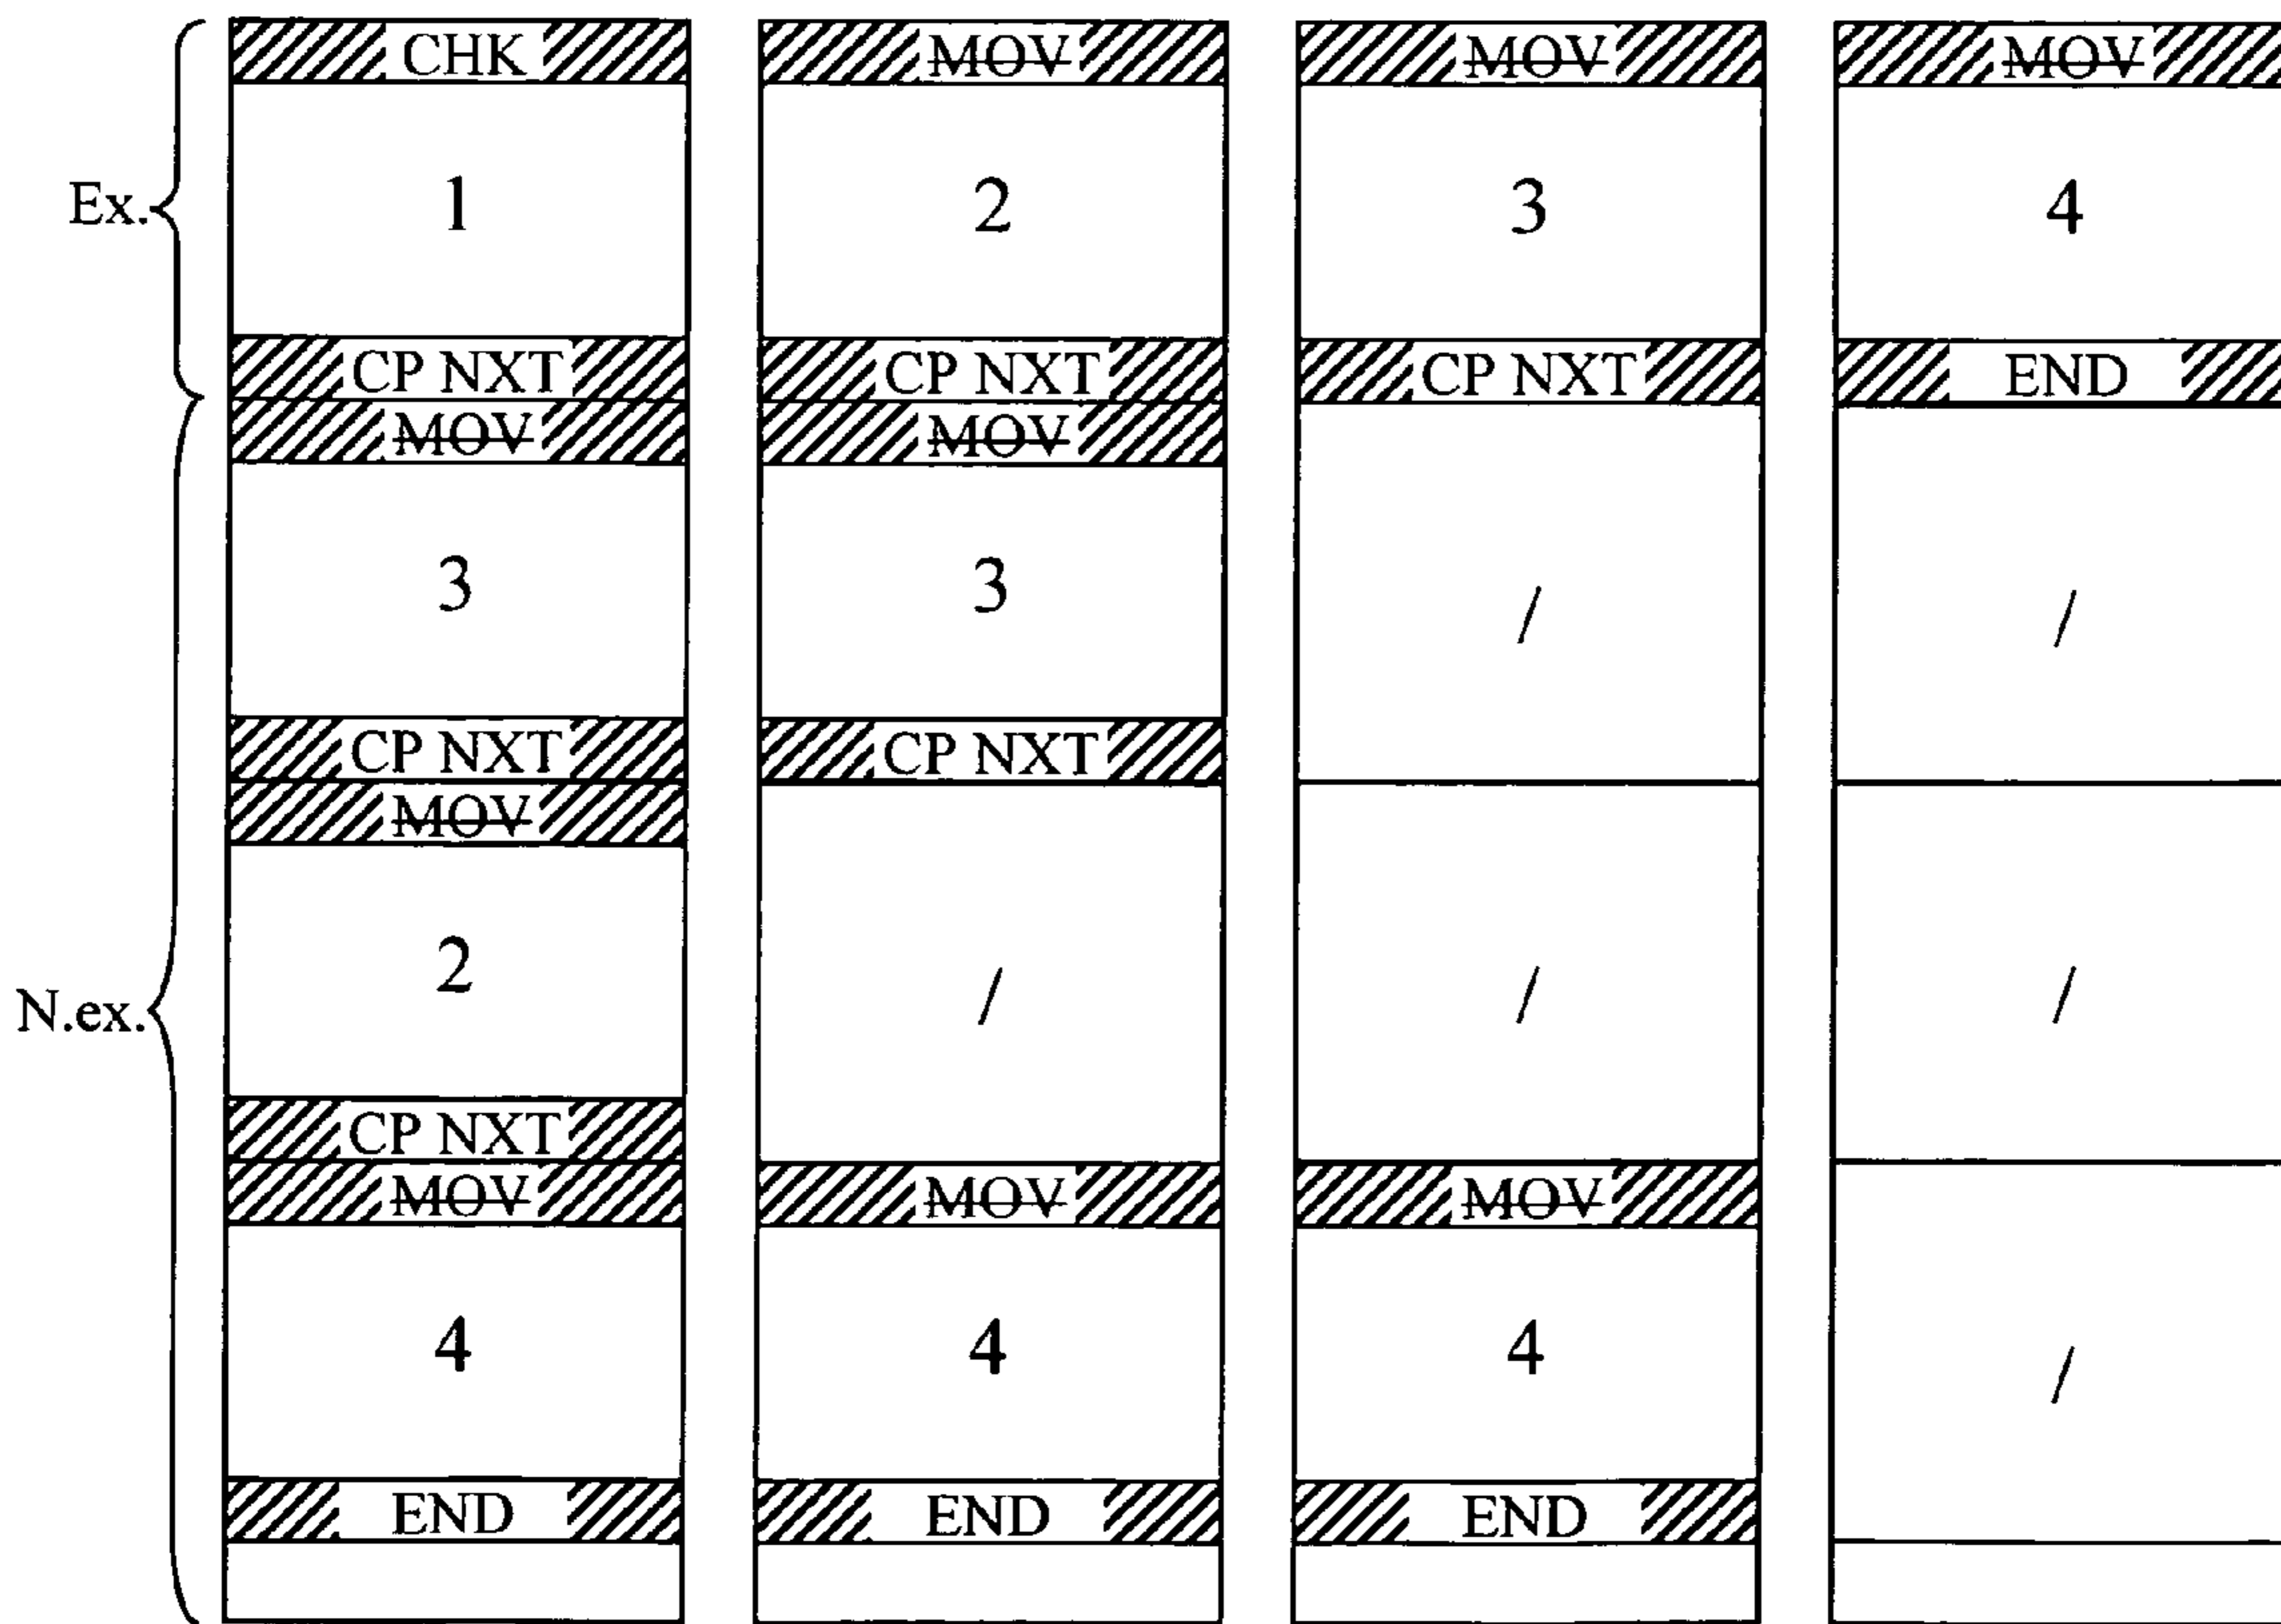 CHK MOV MOV MOV
Ex. 1 2 3 4
CP NXT CP NXT CP NXT END
MOV MOV
3 3 / /
CP NXT CP NXT
MOV
N.ex. 2 / / /
CP NXT
MOV MOV MOV
4 4 4 /
END END END